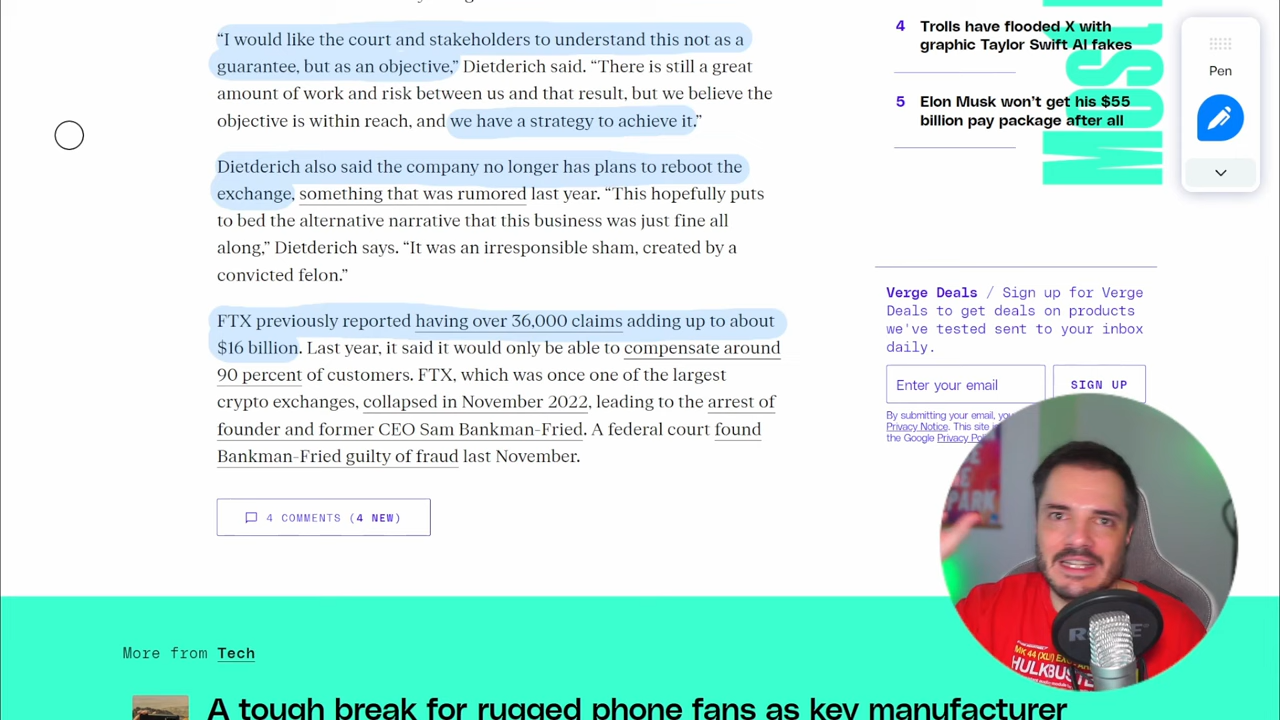 “I would like the court and stakeholders to understand this not as a
guarantee, but as an objective,” Dietderich said. “There is still a great
amount of work and risk between us and that result, but we believe the
objective is within reach, and we have a strategy to achieve it.”
Dietderich also said the company no longer has plans to reboot the
exchange, something that was rumored last year. “This hopefully puts
to bed the alternative narrative that this business was just fine all
along,” Dietderich says. “It was an irresponsible sham, created by a
convicted felon.”
FTX previously reported having over 36,000 claims adding up to about
$16 billion. Last year, it said it would only be able to compensate around
90 percent of customers. FTX, which was once one of the largest
crypto exchanges, collapsed in November 2022, leading to the arrest of
founder and former CEO Sam Bankman-Fried. A federal court found
Bankman-Fried guilty of fraud last November.
4 COMMENTS (4 NEW)
4 Trolls have flooded X with
graphic Taylor Swift AI fakes
5 Elon Musk won’t get his $55
billion pay package after all
MOST
Pen
Verge Deals / Sign up for Verge
Deals to get deals on products
we've tested sent to your inbox
daily.
Enter your email
SIGN UP
By submitting your email,
Privacy Notice. This site
the Google
PARK
MK 44
HULKBUSTE
More from Tech
A tough break for rugged phone fans as key manufacturer